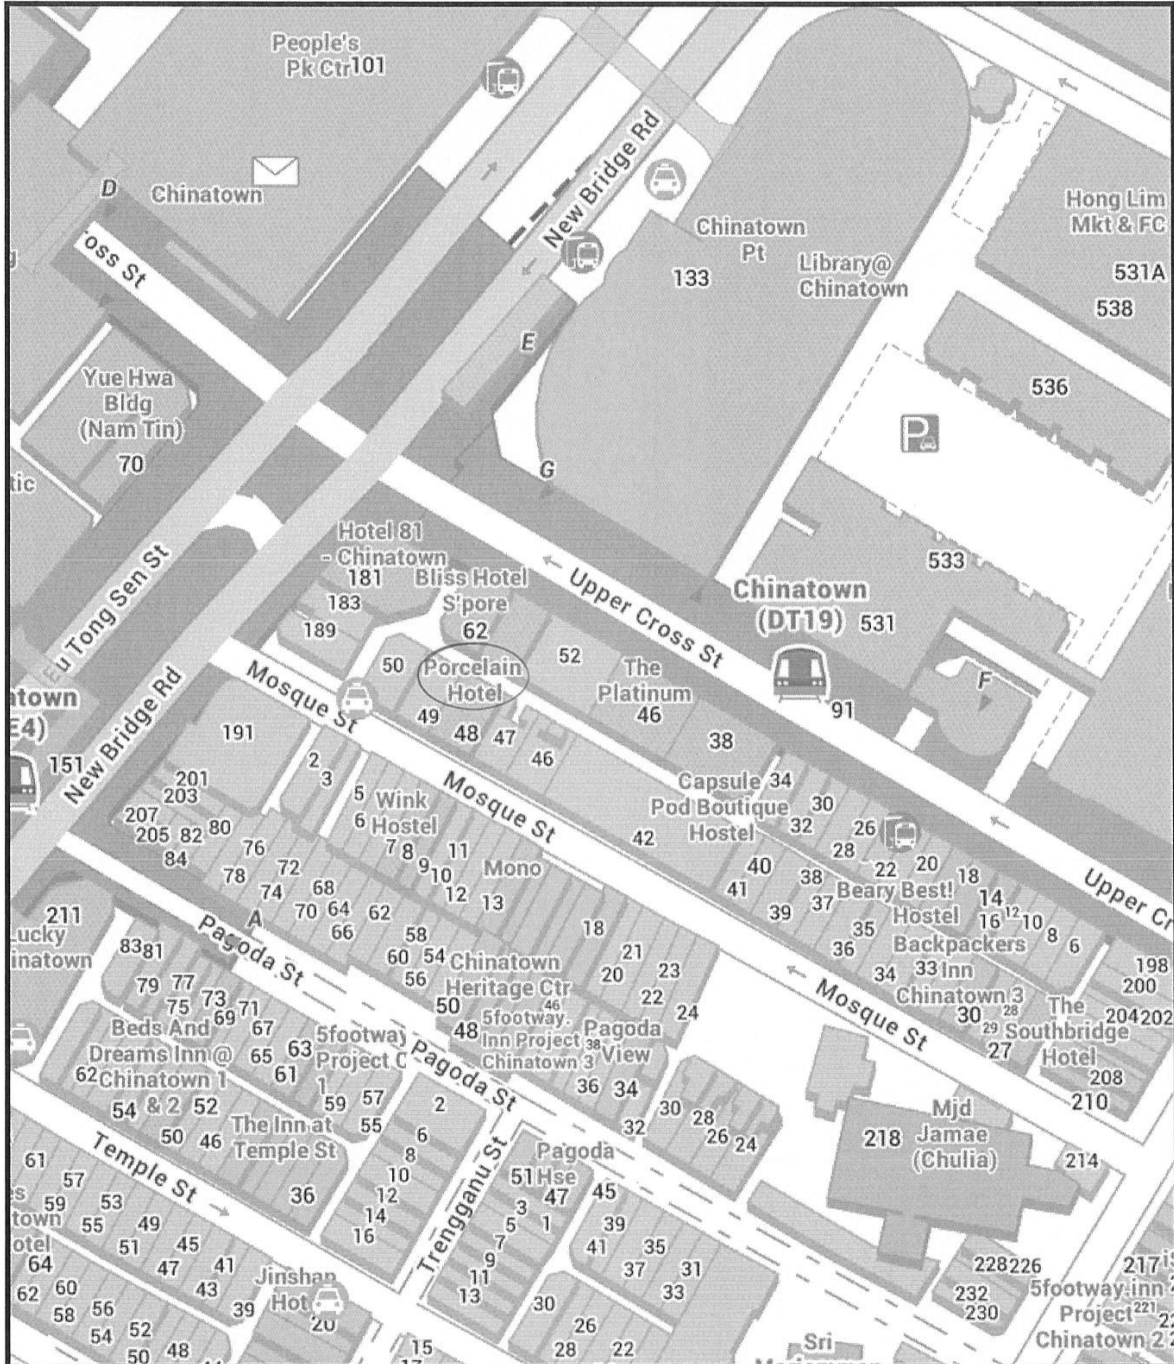 People's
Pk Ctr 101
New Bridge Rd
D
Chinatown
Hong Lim
Mkt & FC
531A
538
Chinatown
Pt
133
Library@
Chinatown
oss St
E
536
P
Yue Hwa
Bldg
(Nam Tin)
70
tic
G
533
Hotel 81
- Chinatown
181
183
189
Bliss Hotel
S'pore
62
Upper Cross St
Chinatown
(DT19)
531
91
F
u Tong Sen St
New Bridge Rd
atown
E4)
151
50
Porcelain
Hotel
49
48
47
46
52
The
Platinum
46
38
Mosque St
191
2
3
201
203
207
205
82
80
84
5
6
Wink
Hostel
7
8
9
10
11
12
Mono
13
Mosque St
42
Capsule
Pod Boutique
Hostel
34
30
32
26
28
22
20
18
14
16
12
10
8
6
Upper Cr
40
41
38
39
37
Beary Best!
Hostel
35
36
Backpackers
33 Inn
34
Chinatown 3
28
30
29
27
The
Southbridge
Hotel
198
200
204
202
208
210
76
78
72
74
68
70
64
66
62
58
60
54
56
A
211
Lucky
inatown
Pagoda St
83
81
79
77
75
73
69
71
67
65
63
61
18
21
20
23
22
24
Mosque St
Chinatown
Heritage Ctr
50
46
48
5footway.
Inn Project
Chinatown 3
38
Pagoda
View
36
34
32
Beds And
Dreams Inn @
Chinatown 1
& 2
62
54
52
50
46
5footway
Project C
1
59
57
55
The Inn at
Temple St
36
Pagoda St
2
6
8
10
12
14
16
30
28
26
24
Mjd
Jamae
(Chulia)
218
214
Temple St
61
57
59
53
55
49
51
45
47
41
43
39
Trengganu St
Pagoda
Hse
51
47
3
1
5
7
9
11
13
45
39
41
35
37
31
33
228
226
232
230
217
5footway.inn
Project
221
Chinatown 2
es
town
otel
64
62
60
58
56
54
52
50
48
Jinshan
Hot
20
30
26
28
22
15
Sri